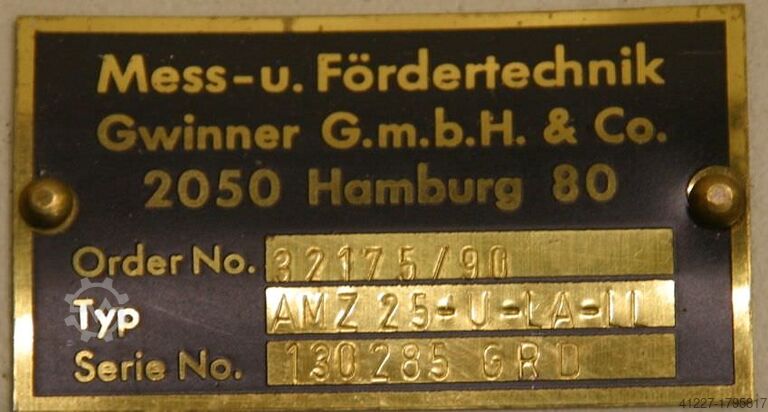 Mess-u. Fördertechnik
Gwinner G.m.b.H. & Co.
2050 Hamburg 80
Order No. 32175/90
Typ AMZ 25-U-LA-LL
Serie No. 130285 GRD
41227-1795817